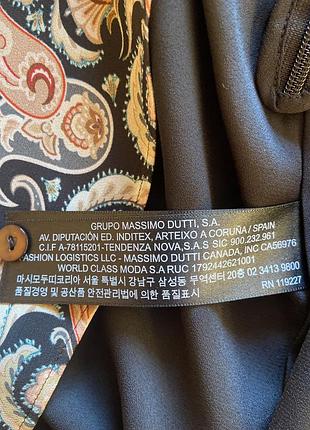 GRUPO MASSIMO DUTTI, S.A.
AV. DIPUTACIÓN ED. INDITEX, ARTEIXO A CORUÑA / SPAIN
C.I.F A-78115201-TENDENZA NOVA,S.A.S SIC 900.232.961
FASHION LOGISTICS LLC - MASSIMO DUTTI CANADA, INC CA56976
WORLD CLASS MODA S.A RUC 1792442621001
마시모두띠코리아 서울 특별시 강남구 삼성동 무역센타 20층 02 3413 9800
품질경영 및 공산품 안전관리법에 의한 품질표시
RN 119227